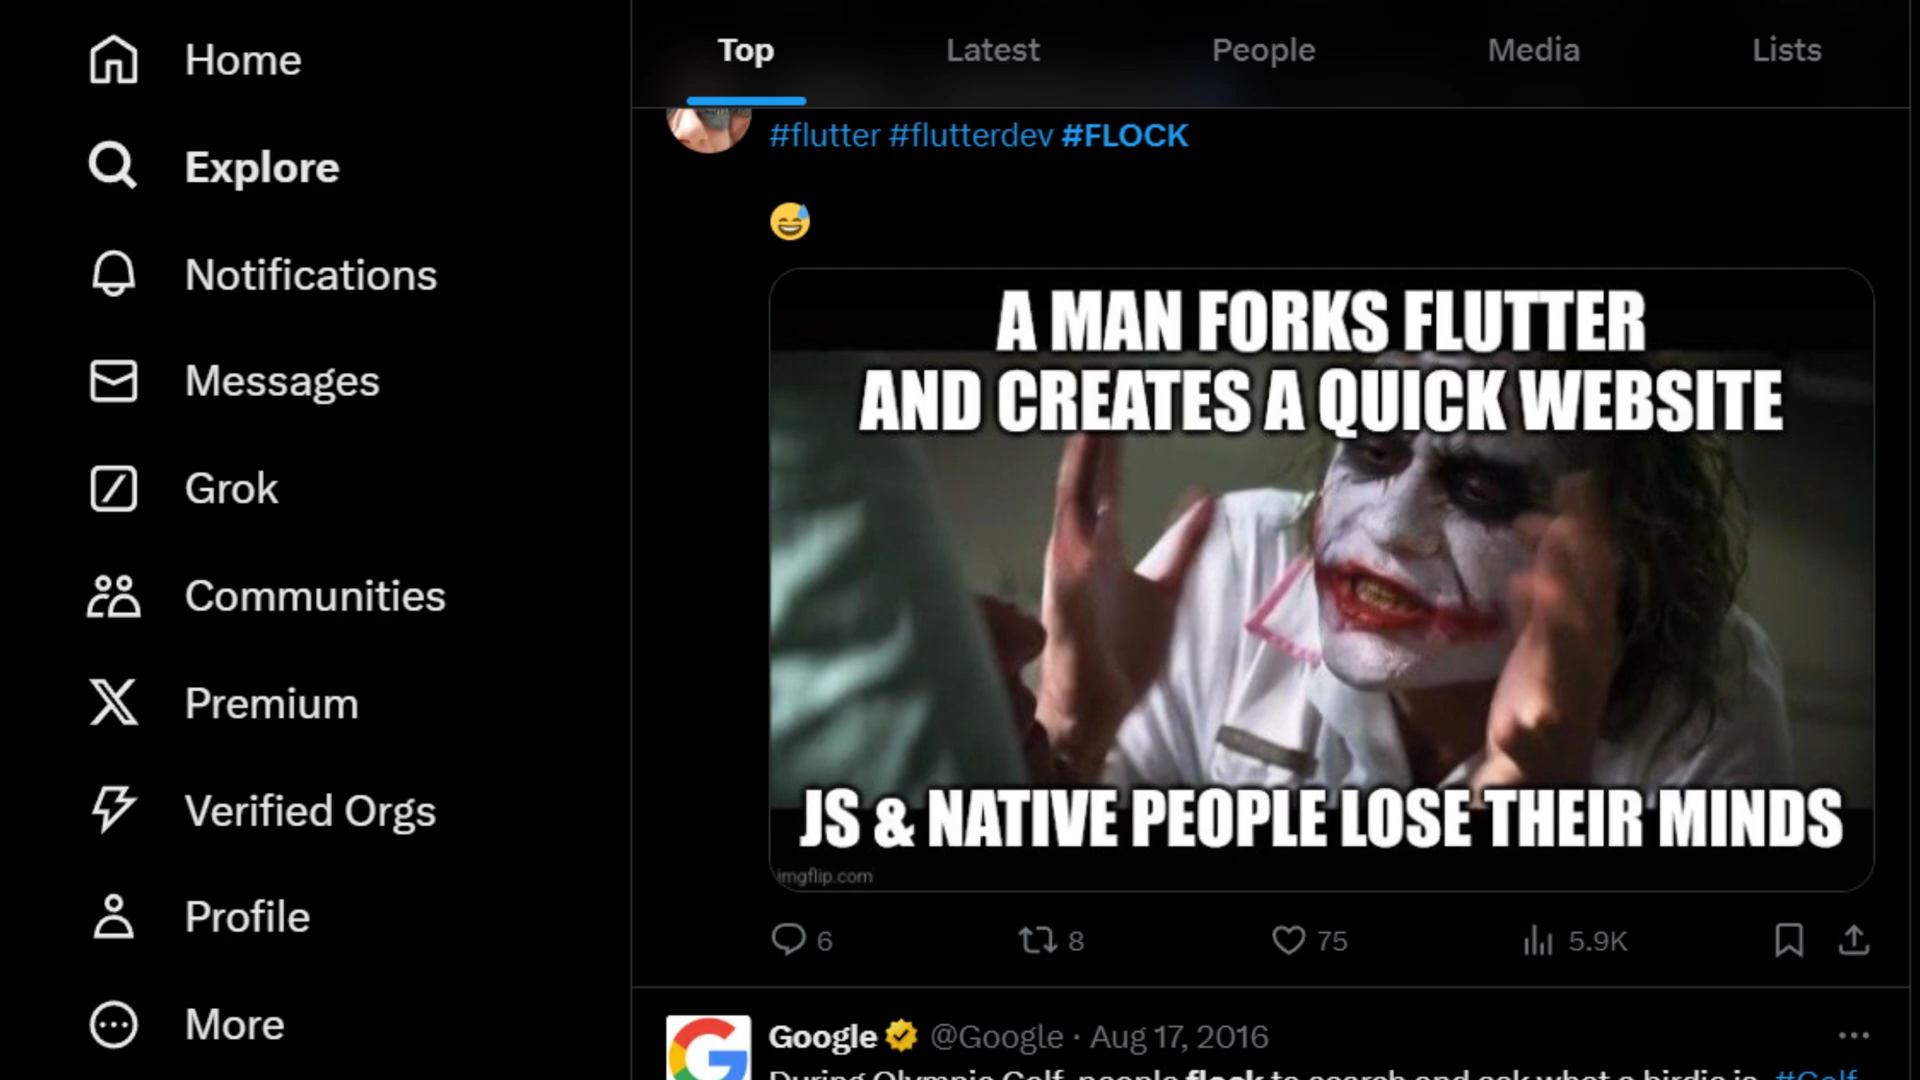 Home
Explore
Notifications
Messages
Grok
Communities
Premium
Verified Orgs
Profile
More
Top Latest People Media Lists
#flutter #flutterdev #FLOCK
A MAN FORKS FLUTTER
AND CREATES A QUICK WEBSITE
JS & NATIVE PEOPLE LOSE THEIR MINDS
imgflip.com
6 8 75 5.9K
Google @Google · Aug 17, 2016
During Olympic Golf, people flock to search and ask what a birdie is. #Golf